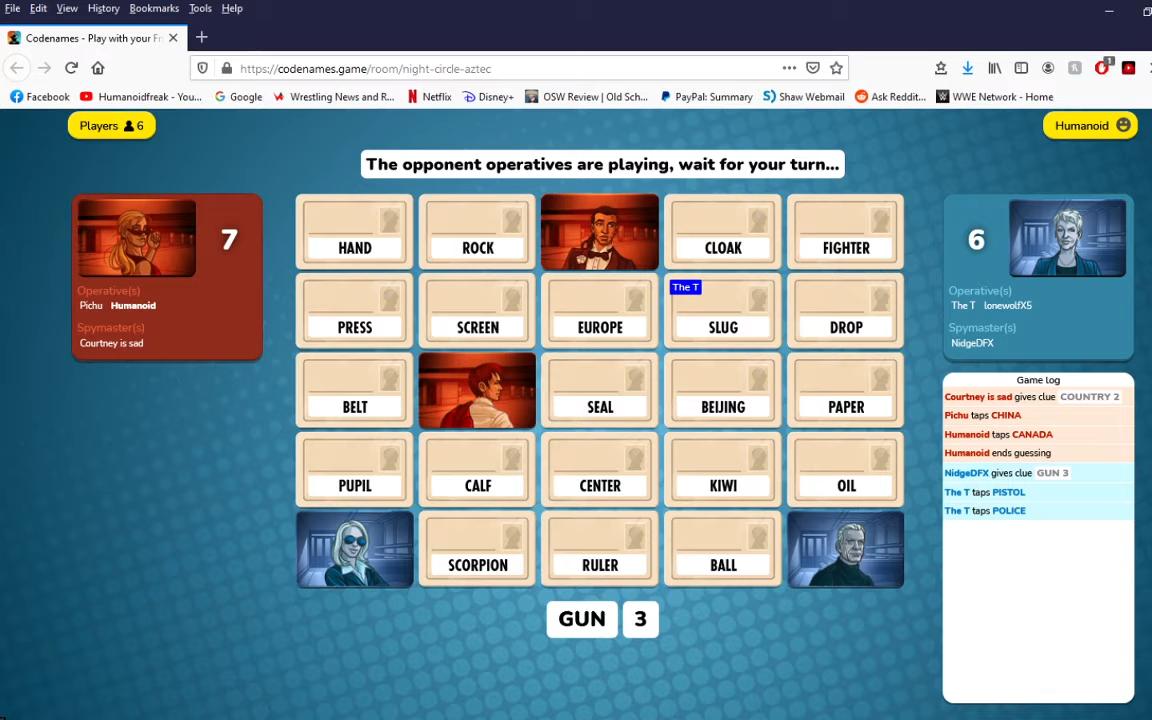 File Edit View History Bookmarks Tools Help
Codenames - Play with your Fr
https://codenames.game/room/night-circle-aztec
1
Facebook Humanoidfreak - You... Google Wrestling News and R... Netflix Disney+ OSW Review | Old Sch... PayPal: Summary Shaw Webmail Ask Reddit... WWE Network - Home
Players 6
Humanoid
The opponent operatives are playing, wait for your turn...
7
Operative(s)
Pichu Humanoid
Spymaster(s)
Courtney is sad
HAND ROCK CLOAK FIGHTER
The T
PRESS SCREEN EUROPE SLUG DROP
BELT SEAL BEIJING PAPER
PUPIL CALF CENTER KIWI OIL
SCORPION RULER BALL
GUN 3
6
Operative(s)
The T lonewolfX5
Spymaster(s)
NidgeDFX
Game log
Courtney is sad gives clue COUNTRY 2
Pichu taps CHINA
Humanoid taps CANADA
Humanoid ends guessing
NidgeDFX gives clue GUN 3
The T taps PISTOL
The T taps POLICE